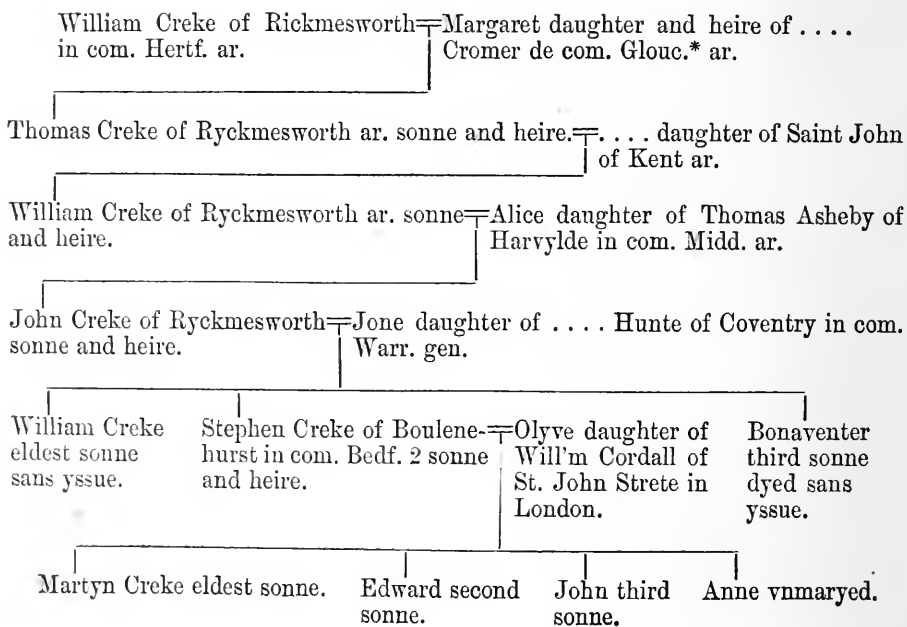 William Creke of Rickmesworth
in com. Hertf. ar.
Margaret daughter and heire of . . . .
Cromer de com. Glouc.* ar.
Thomas Creke of Ryckmesworth ar. sonne and heire.
. . . . daughter of Saint John
of Kent ar.
William Creke of Ryckmesworth ar. sonne
and heire.
Alice daughter of Thomas Asheby of
Harvylde in com. Midd. ar.
John Creke of Ryckmesworth
sonne and heire.
Jone daughter of . . . . Hunte of Coventry in com.
Warr. gen.
William Creke
eldest sonne
sans yssue.
Stephen Creke of Boulene-
hurst in com. Bedf. 2 sonne
and heire.
Olyve daughter of
Will'm Cordall of
St. John Strete in
London.
Bonaventer
third sonne
dyed sans
yssue.
Martyn Creke eldest sonne.
Edward second
sonne.
John third
sonne.
Anne vnmaryed.